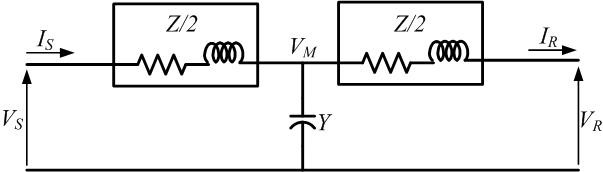 Z/2
Z/2
I_S
V_M
I_R
V_S
Y
V_R